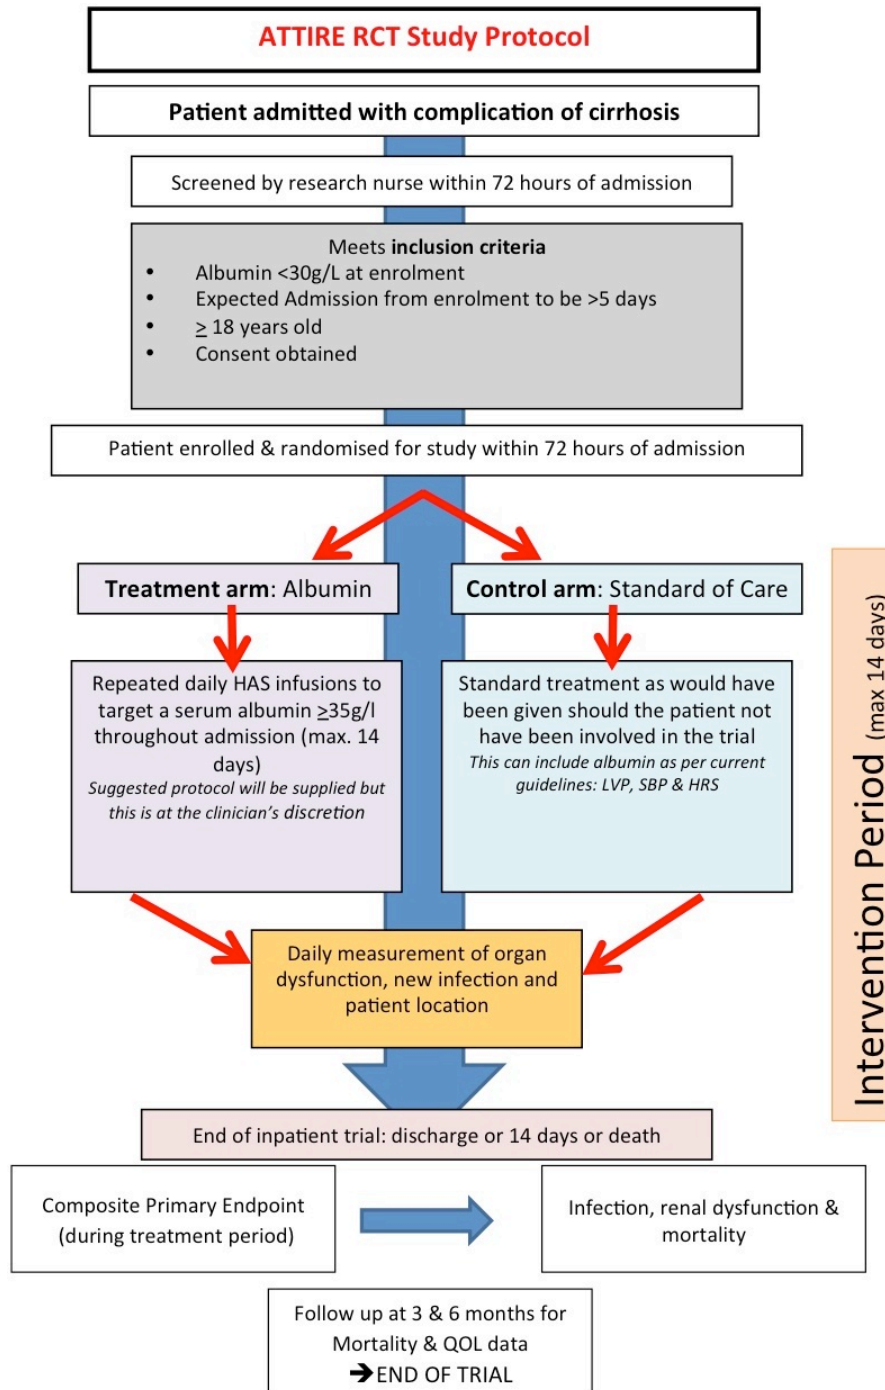 ATTIRE RCT Study Protocol
Patient admitted with complication of cirrhosis
Screened by research nurse within 72 hours of admission
Meets inclusion criteria
• Albumin <30g/L at enrolment
• Expected Admission from enrolment to be >5 days
• ≥ 18 years old
• Consent obtained
Patient enrolled & randomised for study within 72 hours of admission
Treatment arm: Albumin
Repeated daily HAS infusions to
target a serum albumin ≥35g/l
throughout admission (max. 14
days)
Suggested protocol will be supplied but
this is at the clinician's discretion
Control arm: Standard of Care
Standard treatment as would have
been given should the patient not
have been involved in the trial
This can include albumin as per current
guidelines: LVP, SBP & HRS
Intervention Period (max 14 days)
Daily measurement of organ
dysfunction, new infection and
patient location
End of inpatient trial: discharge or 14 days or death
Composite Primary Endpoint
(during treatment period)
Infection, renal dysfunction &
mortality
Follow up at 3 & 6 months for
Mortality & QOL data
➔END OF TRIAL